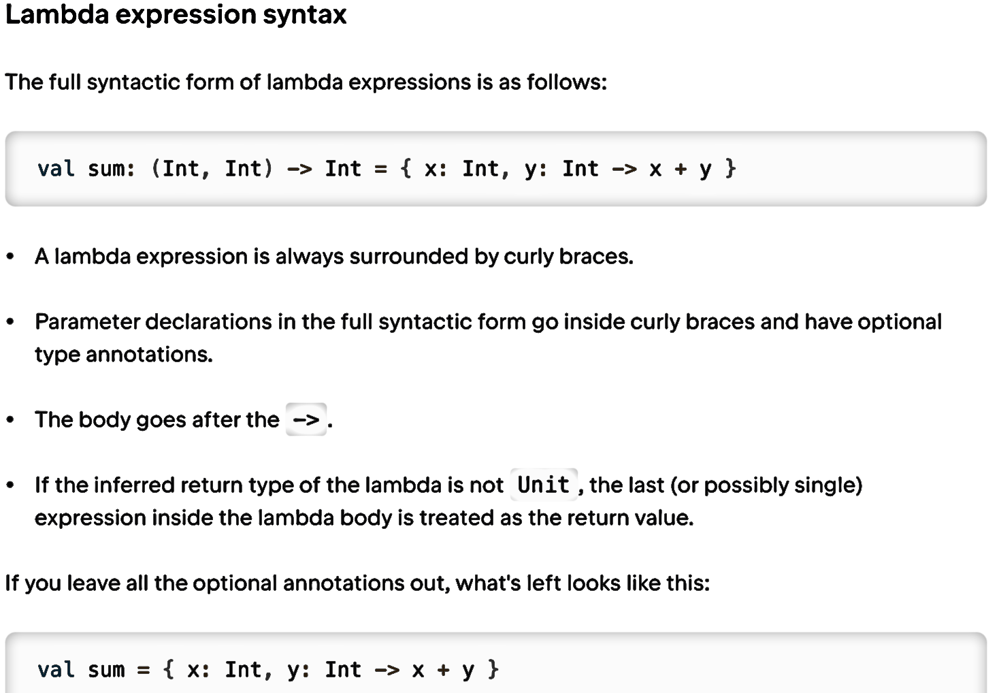 Lambda expression syntax
The full syntactic form of lambda expressions is as follows:
val sum: (Int, Int) -> Int = { x: Int, y: Int -> x + y }
• A lambda expression is always surrounded by curly braces.
• Parameter declarations in the full syntactic form go inside curly braces and have optional
type annotations.
• The body goes after the -> .
• If the inferred return type of the lambda is not Unit , the last (or possibly single)
expression inside the lambda body is treated as the return value.
If you leave all the optional annotations out, what's left looks like this:
val sum = { x: Int, y: Int -> x + y }